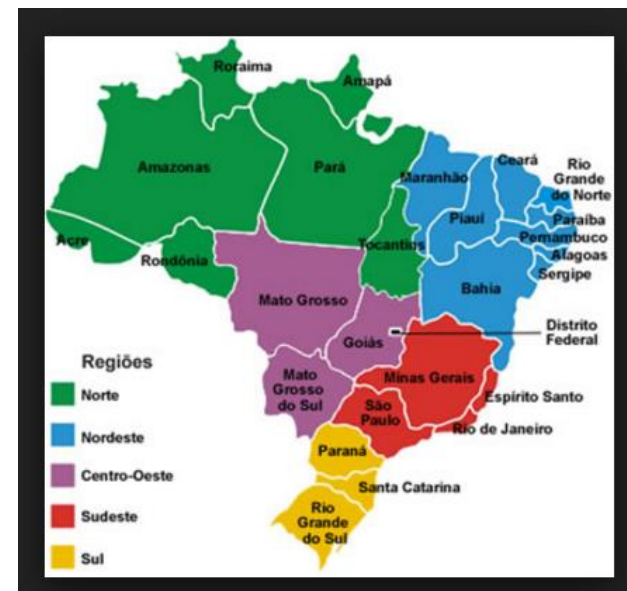 Roraima
Amapá
Amazonas
Pará
Maranhão
Ceará
Rio
Grande
do Norte
Piauí
Paraíba
Pernambuco
Alagoas
Sergipe
Acre
Rondônia
Tocantins
Bahia
Mato Grosso
Goiás
Distrito
Federal
Mato
Grosso
do Sul
Minas Gerais
Espírito Santo
São
Paulo
Rio de Janeiro
Paraná
Santa Catarina
Rio
Grande
do Sul
Regiões
Norte
Nordeste
Centro-Oeste
Sudeste
Sul